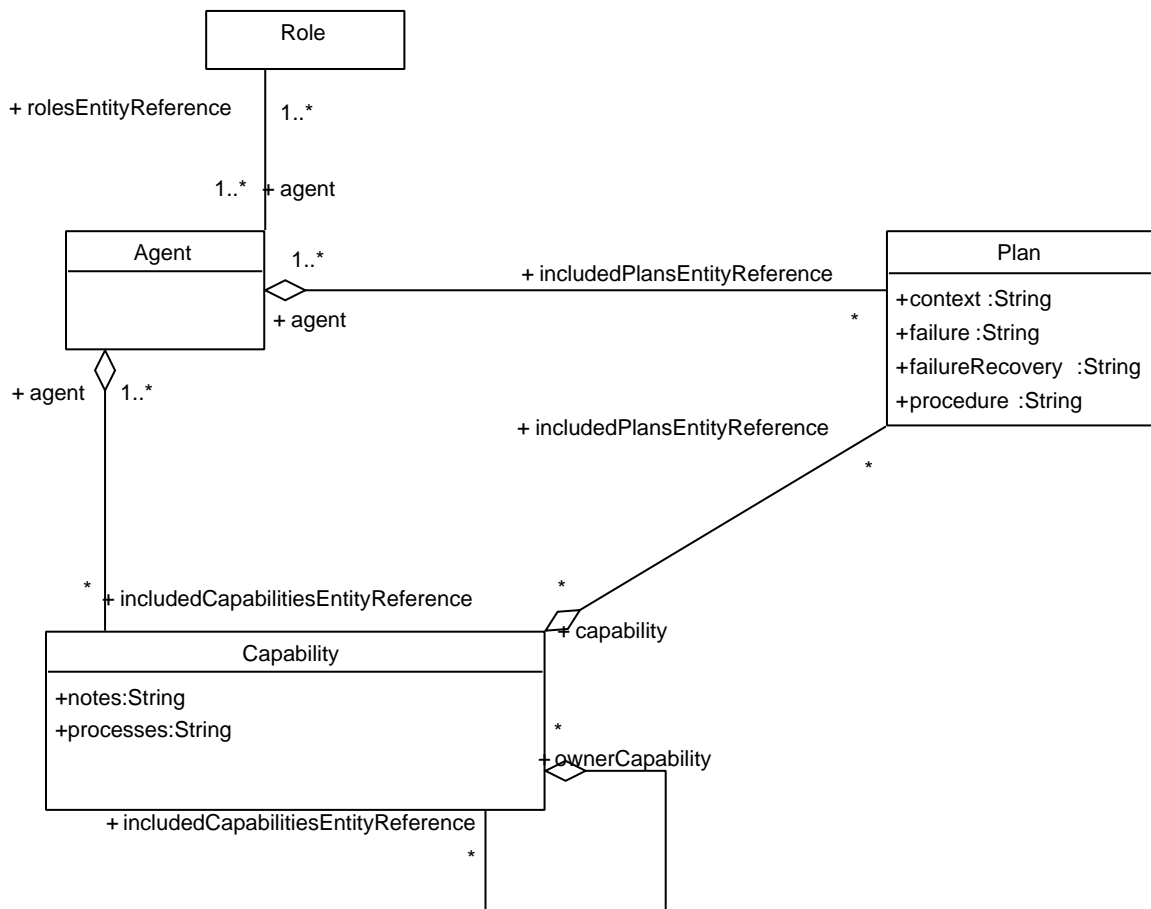 Role
+ rolesEntityReference
1..*
1..*
+ agent
Agent
1..*
+ includedPlansEntityReference
+ agent
*
Plan
+context :String
+failure :String
+failureRecovery :String
+procedure :String
+ agent
1..*
+ includedPlansEntityReference
*
*
+ includedCapabilitiesEntityReference
*
+ capability
Capability
+notes:String
+processes:String
*
+ ownerCapability
+ includedCapabilitiesEntityReference
*